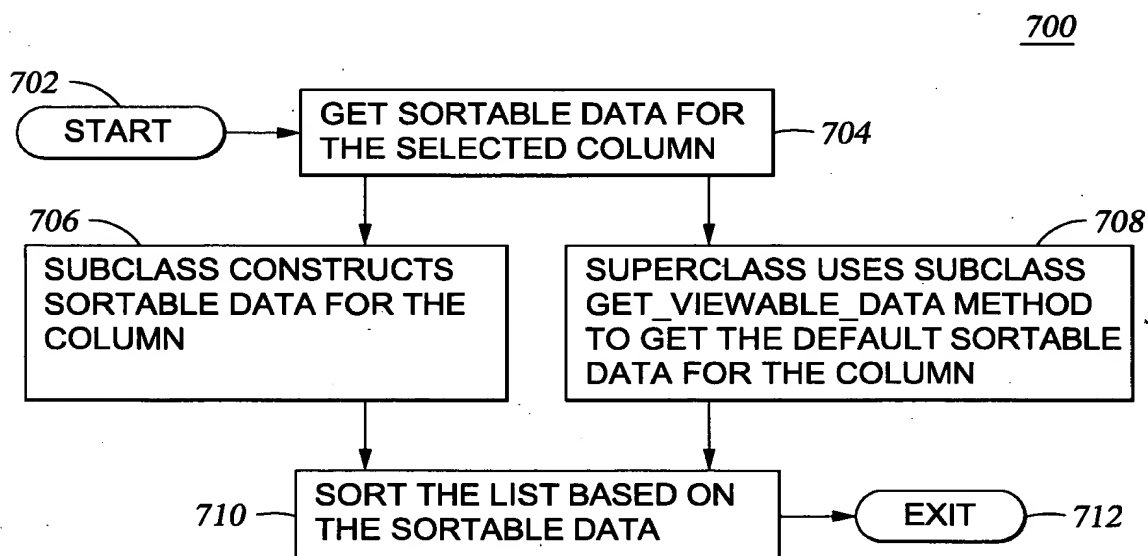 700
702
START
GET SORTABLE DATA FOR
THE SELECTED COLUMN
704
706
SUBCLASS CONSTRUCTS
SORTABLE DATA FOR THE
COLUMN
708
SUPERCLASS USES SUBCLASS
GET_VIEWABLE_DATA METHOD
TO GET THE DEFAULT SORTABLE
DATA FOR THE COLUMN
710
SORT THE LIST BASED ON
THE SORTABLE DATA
EXIT
712